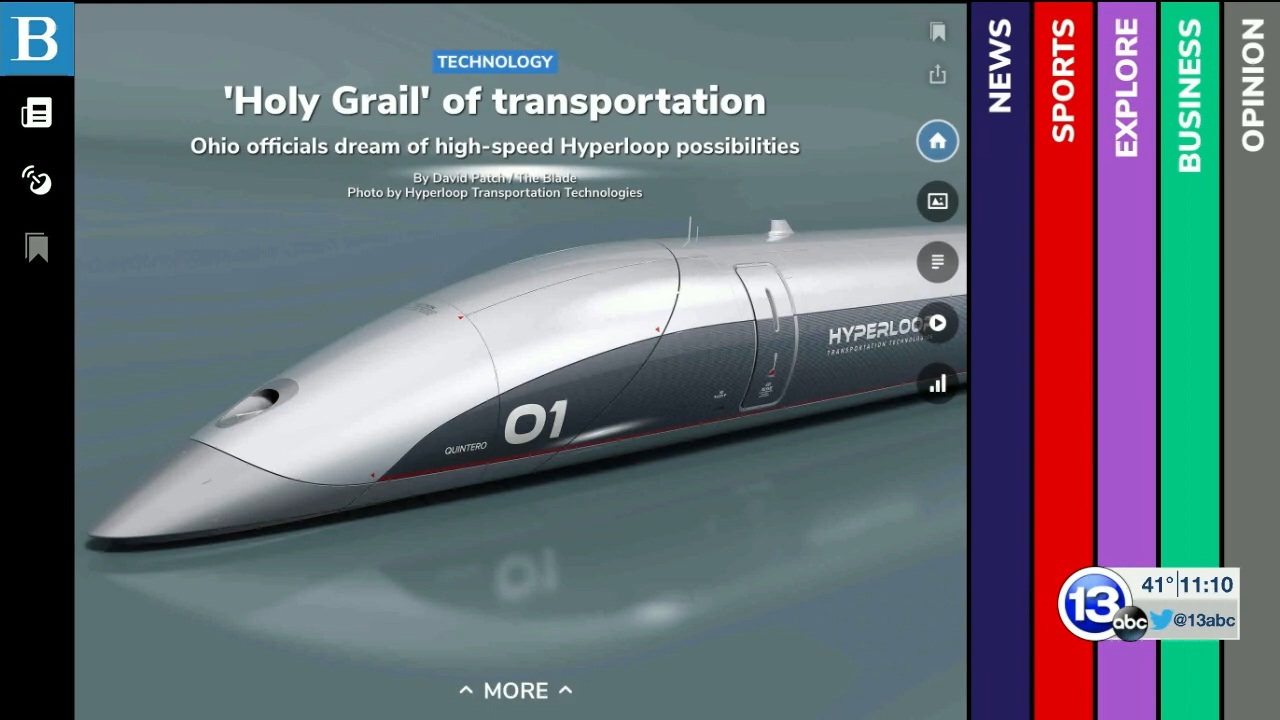 B
TECHNOLOGY
'Holy Grail' of transportation
Ohio officials dream of high-speed Hyperloop possibilities
By David Patch / The Blade
Photo by Hyperloop Transportation Technologies
HYPERLOOP
01
QUINTERO
MORE
NEWS
SPORTS
EXPLORE
BUSINESS
OPINION
13
abc
41° 11:10
@13abc